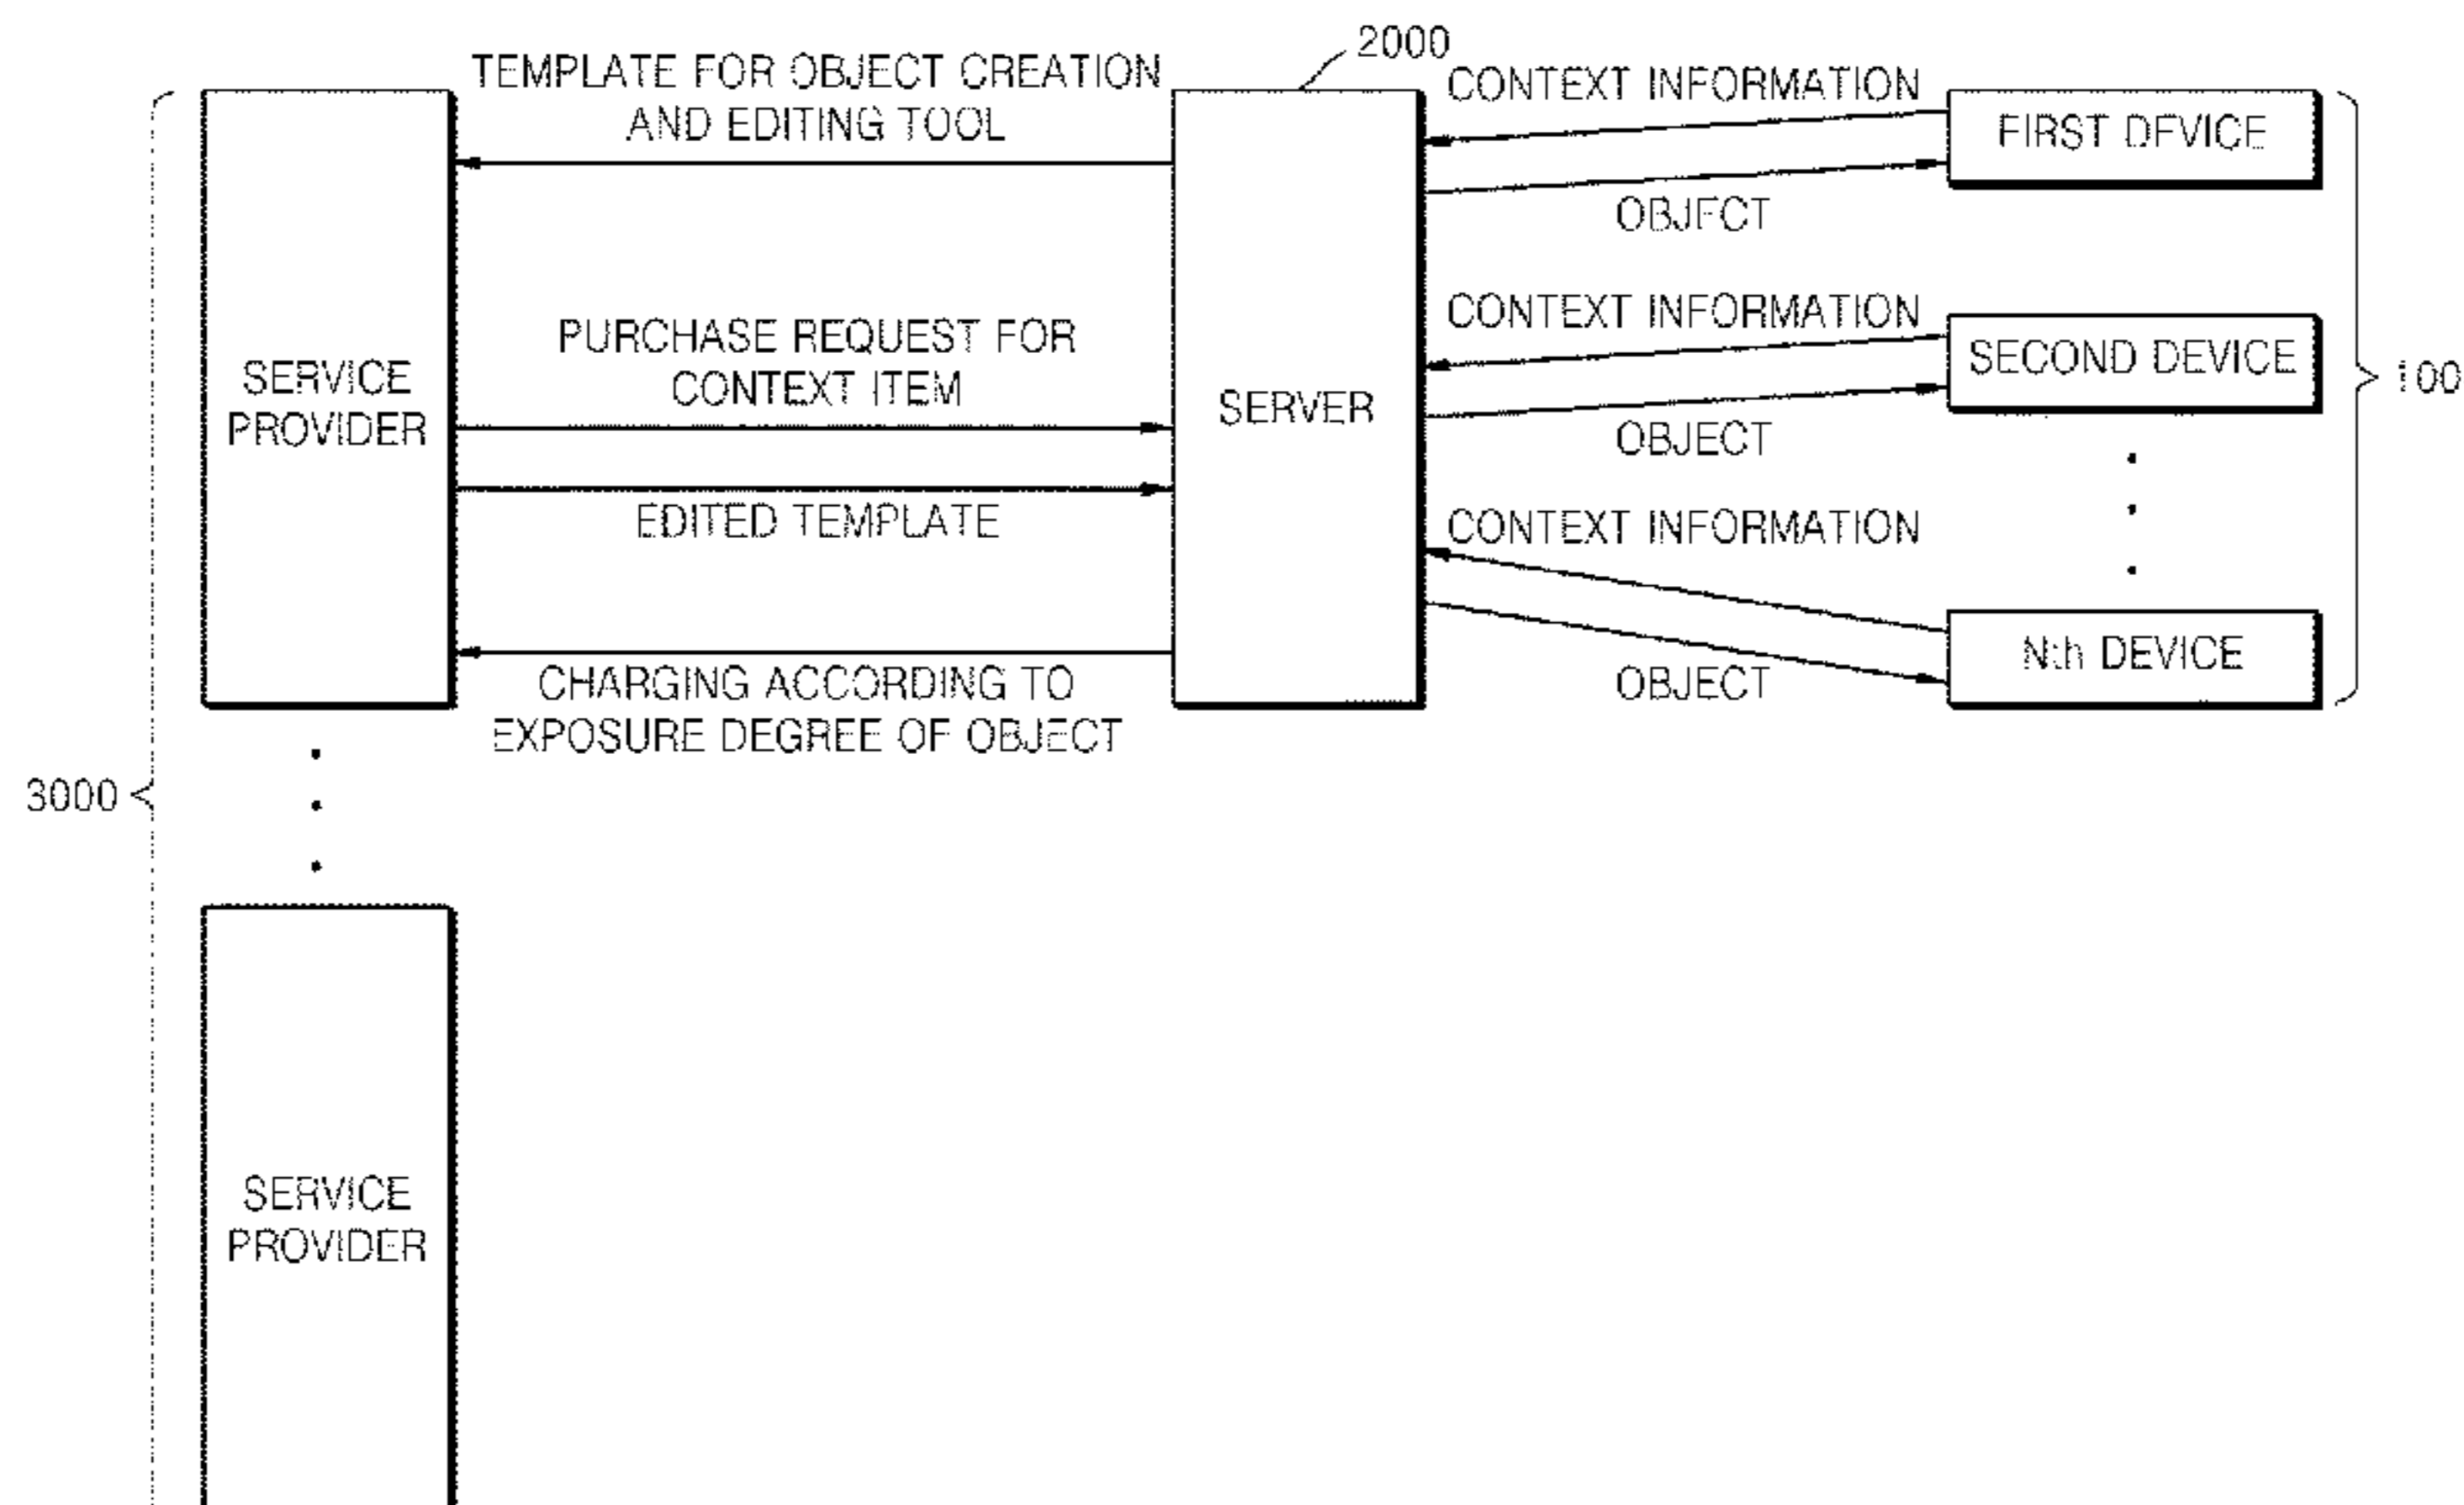 2000
TEMPLATE FOR OBJECT CREATION
AND EDITING TOOL
CONTEXT INFORMATION
FIRST DEVICE
OBJECT
PURCHASE REQUEST FOR
CONTEXT ITEM
CONTEXT INFORMATION
SECOND DEVICE
100
SERVICE
PROVIDER
SERVER
OBJECT
EDITED TEMPLATE
CONTEXT INFORMATION
Nth DEVICE
CHARGING ACCORDING TO
EXPOSURE DEGREE OF OBJECT
OBJECT
3000
SERVICE
PROVIDER